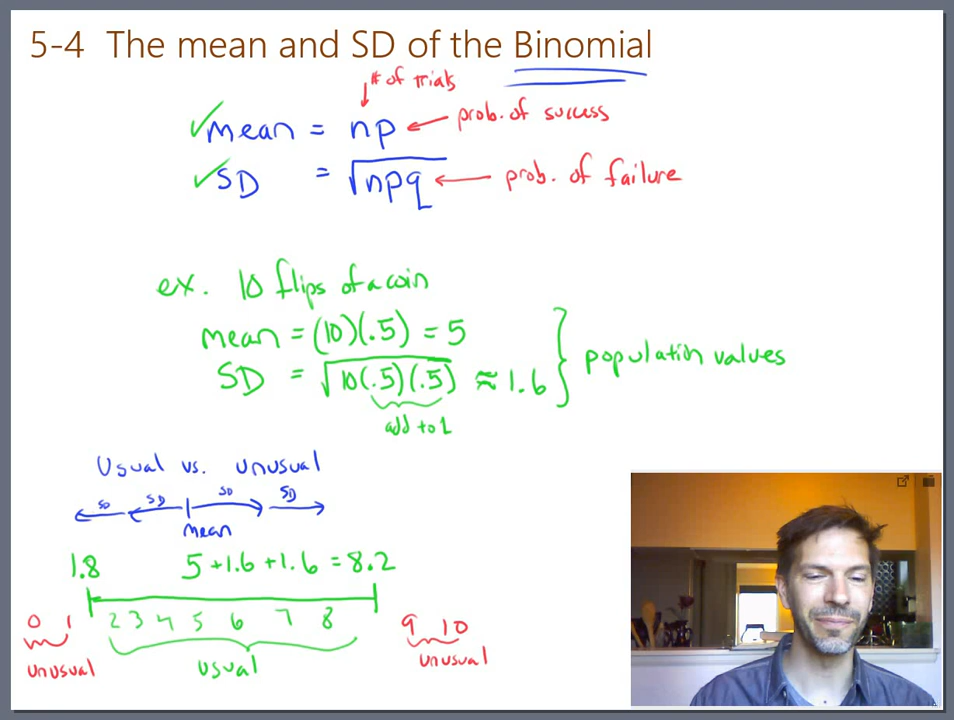 5-4 The mean and SD of the Binomial
# of trials
mean = np ← prob. of success
SD = √npq ← prob. of failure
ex. 10 flips of a coin
mean = (10)(.5) = 5
SD = √10(.5)(.5) ≈ 1.6 } population values
add to 1
Usual vs. unusual
SD SD SD SD
mean
1.8 5 + 1.6 + 1.6 = 8.2
0 1 2 3 4 5 6 7 8 9 10
unusual usual unusual